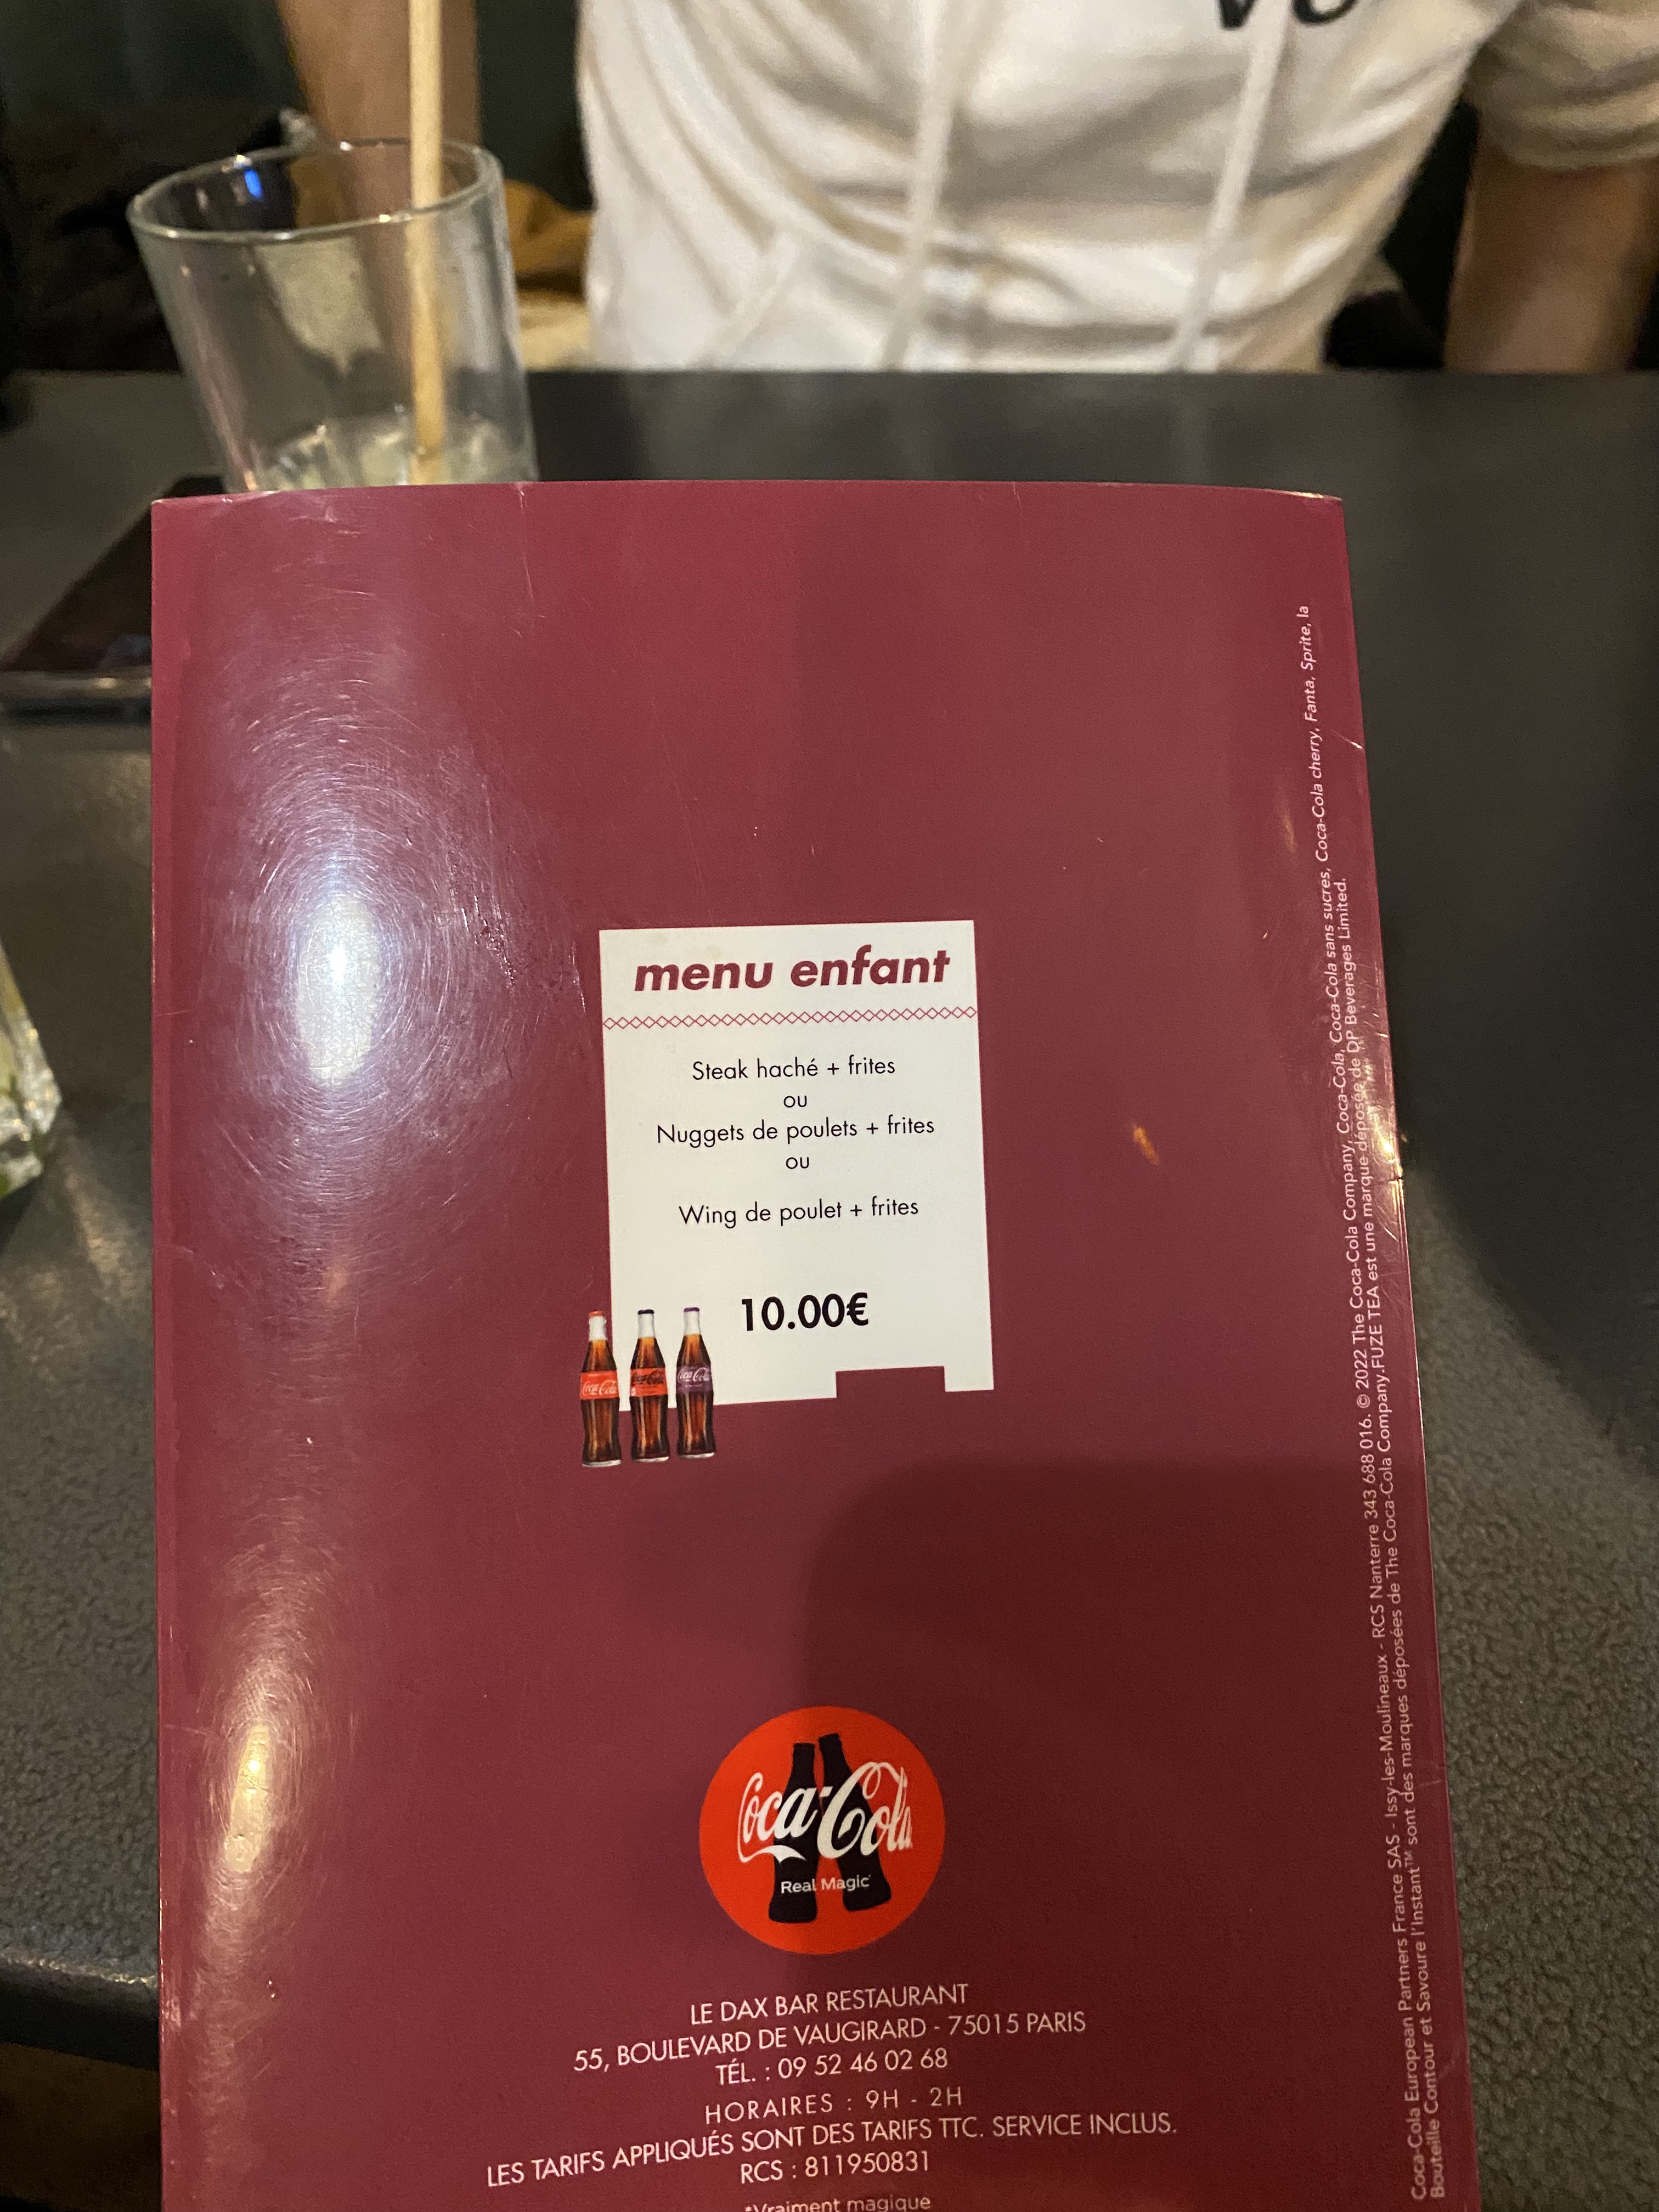 menu enfant
Steak haché + frites
ou
Nuggets de poulets + frites
ou
Wing de poulet + frites
10.00€
Coca-Cola
Real Magic
LE DAX BAR RESTAURANT
55, BOULEVARD DE VAUGIRARD - 75015 PARIS
TÉL. : 09 52 46 02 68
HORAIRES : 9H - 2H
LES TARIFS APPLIQUÉS SONT DES TARIFS TTC. SERVICE INCLUS.
RCS : 811950831
*Vraiment magique
Coca-Cola European Partners France SAS - Issy-les-Moulineaux - RCS Nanterre 343 688 016. © 2022 The Coca-Cola Company, Coca-Cola, Coca-Cola sans sucres, Coca-Cola cherry, Fanta, Sprite, la
Bouteille Contour et Savoure l'Instant™ sont des marques déposées de The Coca-Cola Company.FUZE TEA est une marque déposée de DP Beverages Limited.